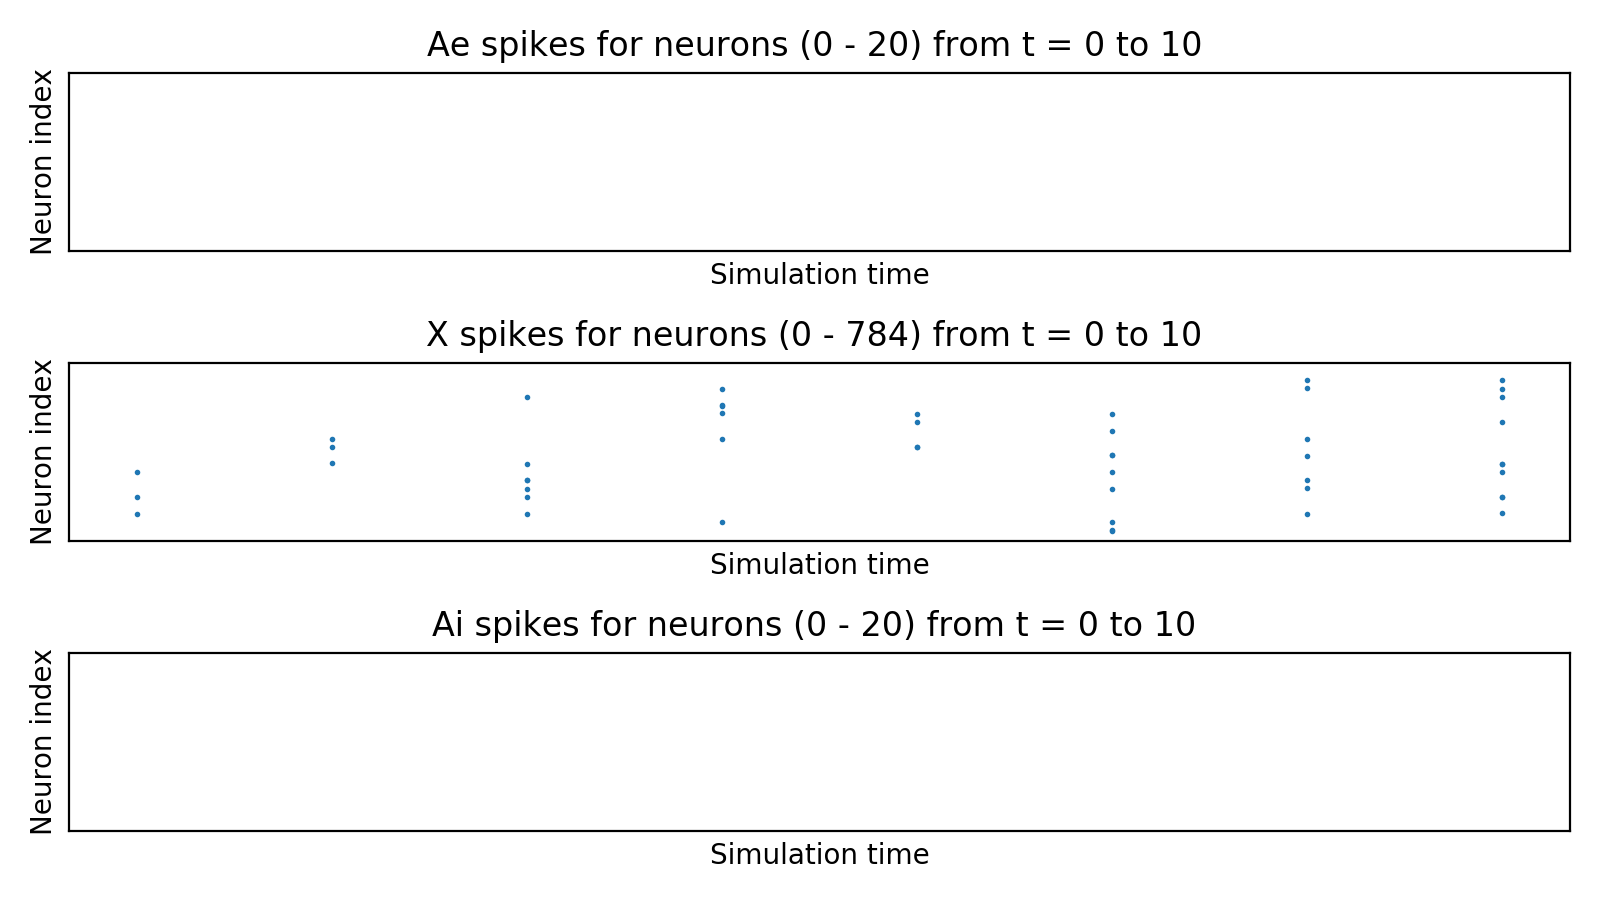 Ae spikes for neurons (0 - 20) from t = 0 to 10
Neuron index
Simulation time
X spikes for neurons (0 - 784) from t = 0 to 10
Neuron index
Simulation time
Ai spikes for neurons (0 - 20) from t = 0 to 10
Neuron index
Simulation time